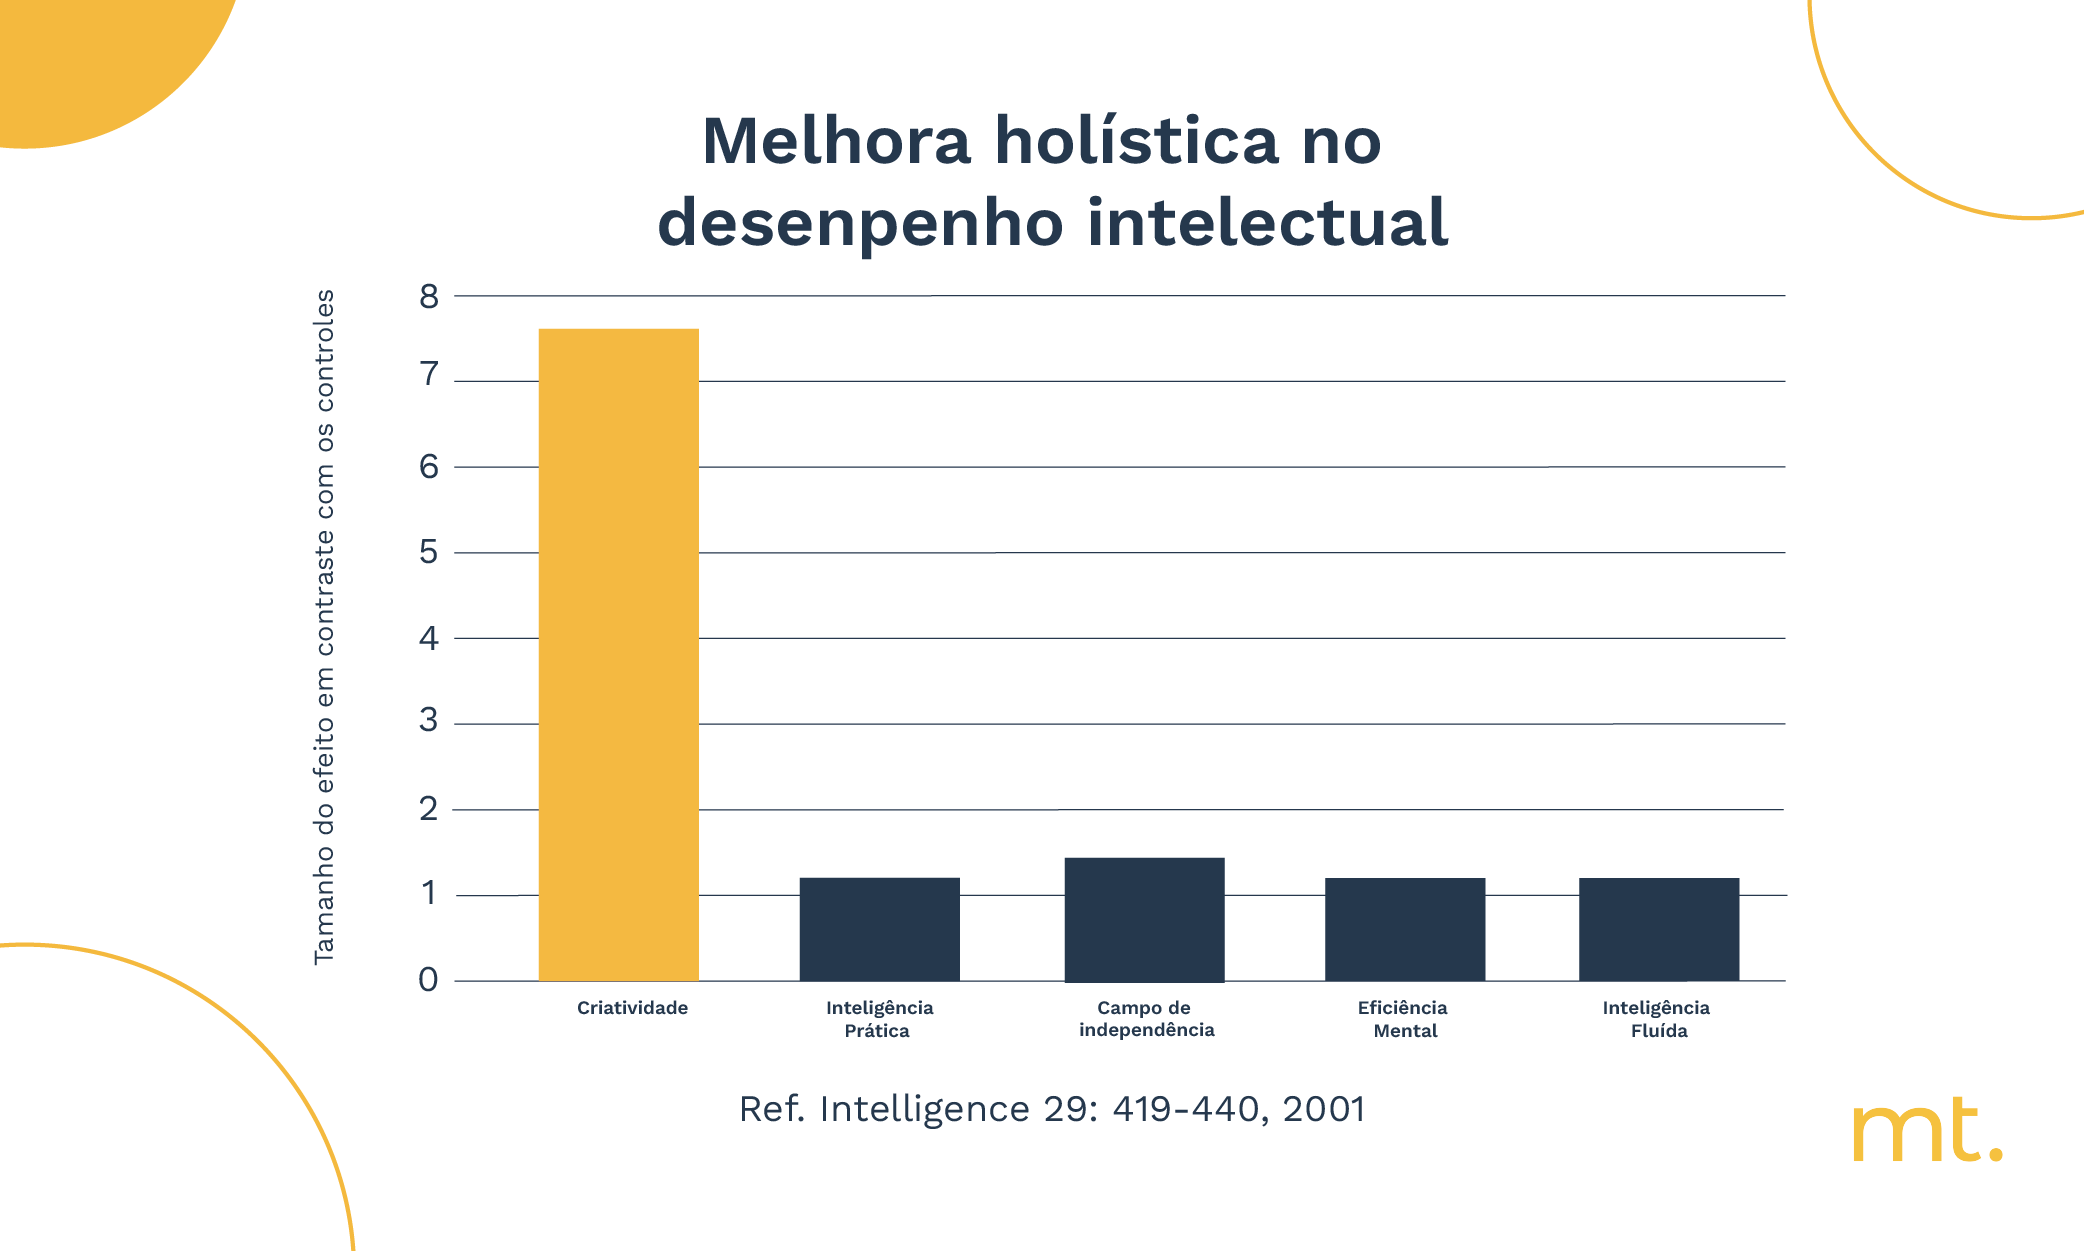 Melhora holística no
desenpenho intelectual
Tamanho do efeito em contraste com os controles
8
7
6
5
4
3
2
1
0
Criatividade
Inteligência
Prática
Campo de
independência
Eficiência
Mental
Inteligência
Fluída
Ref. Intelligence 29: 419-440, 2001
mt.